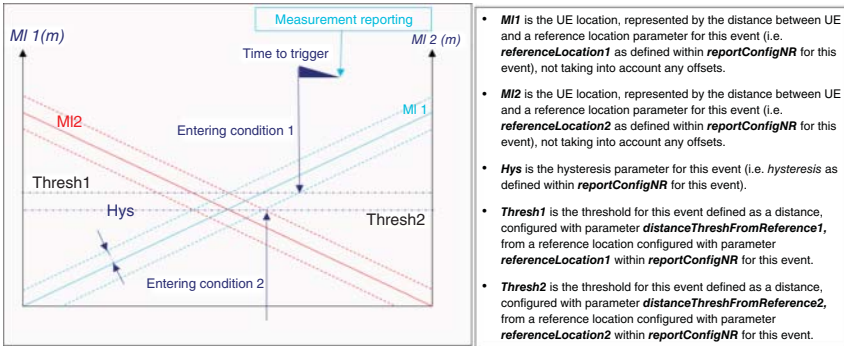 Measurement reporting
MI 1(m)
MI 2 (m)
Time to trigger
MI2
MI 1
Entering condition 1
Thresh1
Hys
Thresh2
Entering condition 2
• MI1 is the UE location, represented by the distance between UE
and a reference location parameter for this event (i.e.
referenceLocation1 as defined within reportConfigNR for this
event), not taking into account any offsets.
• MI2 is the UE location, represented by the distance between UE
and a reference location parameter for this event (i.e.
referenceLocation2 as defined within reportConfigNR for this
event), not taking into account any offsets.
• Hys is the hysteresis parameter for this event (i.e. hysteresis as
defined within reportConfigNR for this event).
• Thresh1 is the threshold for this event defined as a distance,
configured with parameter distanceThreshFromReference1,
from a reference location configured with parameter
referenceLocation1 within reportConfigNR for this event.
• Thresh2 is the threshold for this event defined as a distance,
configured with parameter distanceThreshFromReference2,
from a reference location configured with parameter
referenceLocation2 within reportConfigNR for this event.